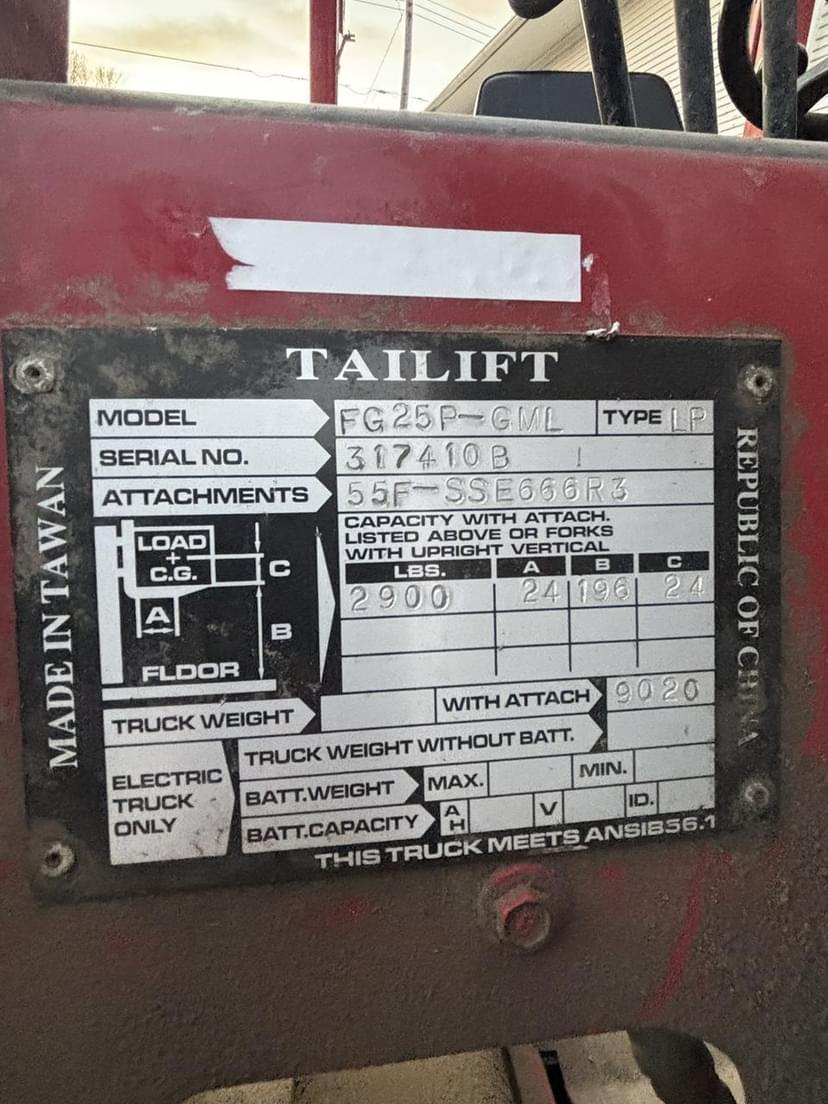 TAILIFT
MODEL FG25P-GML TYPE LP
SERIAL NO. 317410B
ATTACHMENTS 55F-SSE666R3
CAPACITY WITH ATTACH.
LISTED ABOVE OR FORKS
WITH UPRIGHT VERTICAL
LBS. A B C
2900 24 196 24
LOAD
+
C.G.
C
A
B
FLDOR
TRUCK WEIGHT WITH ATTACH 9020
ELECTRIC
TRUCK
ONLY
TRUCK WEIGHT WITHOUT BATT.
BATT.WEIGHT MAX. MIN.
BATT.CAPACITY AH V ID.
THIS TRUCK MEETS ANSIB56.1
MADE IN TAWAN
REPUBLIC OF CHINA